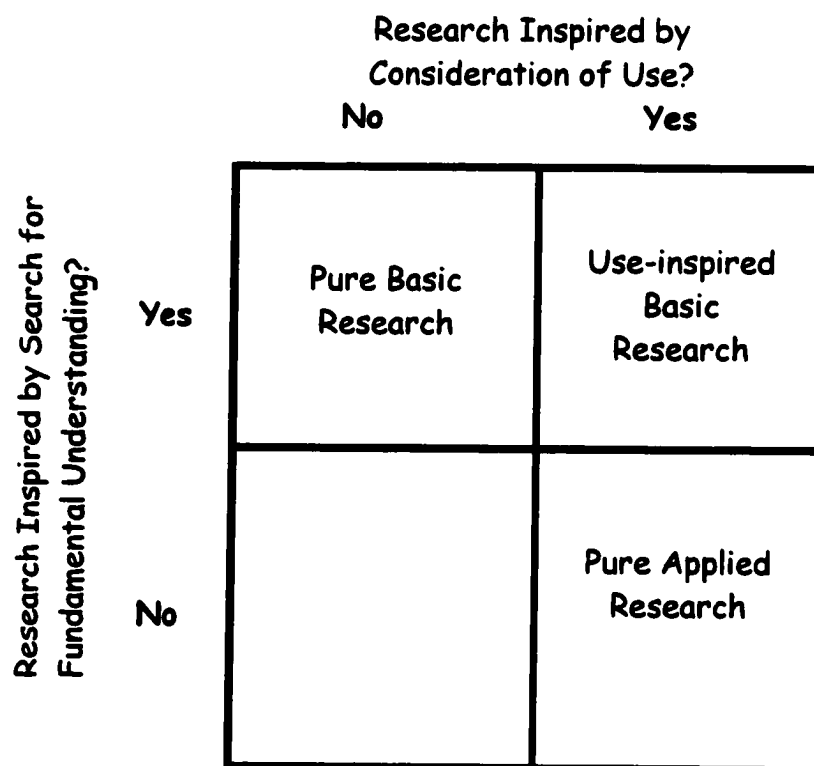 Research Inspired by
Consideration of Use?
No Yes
Research Inspired by Search for
Fundamental Understanding?
Yes
Pure Basic
Research
Use-inspired
Basic
Research
No
Pure Applied
Research